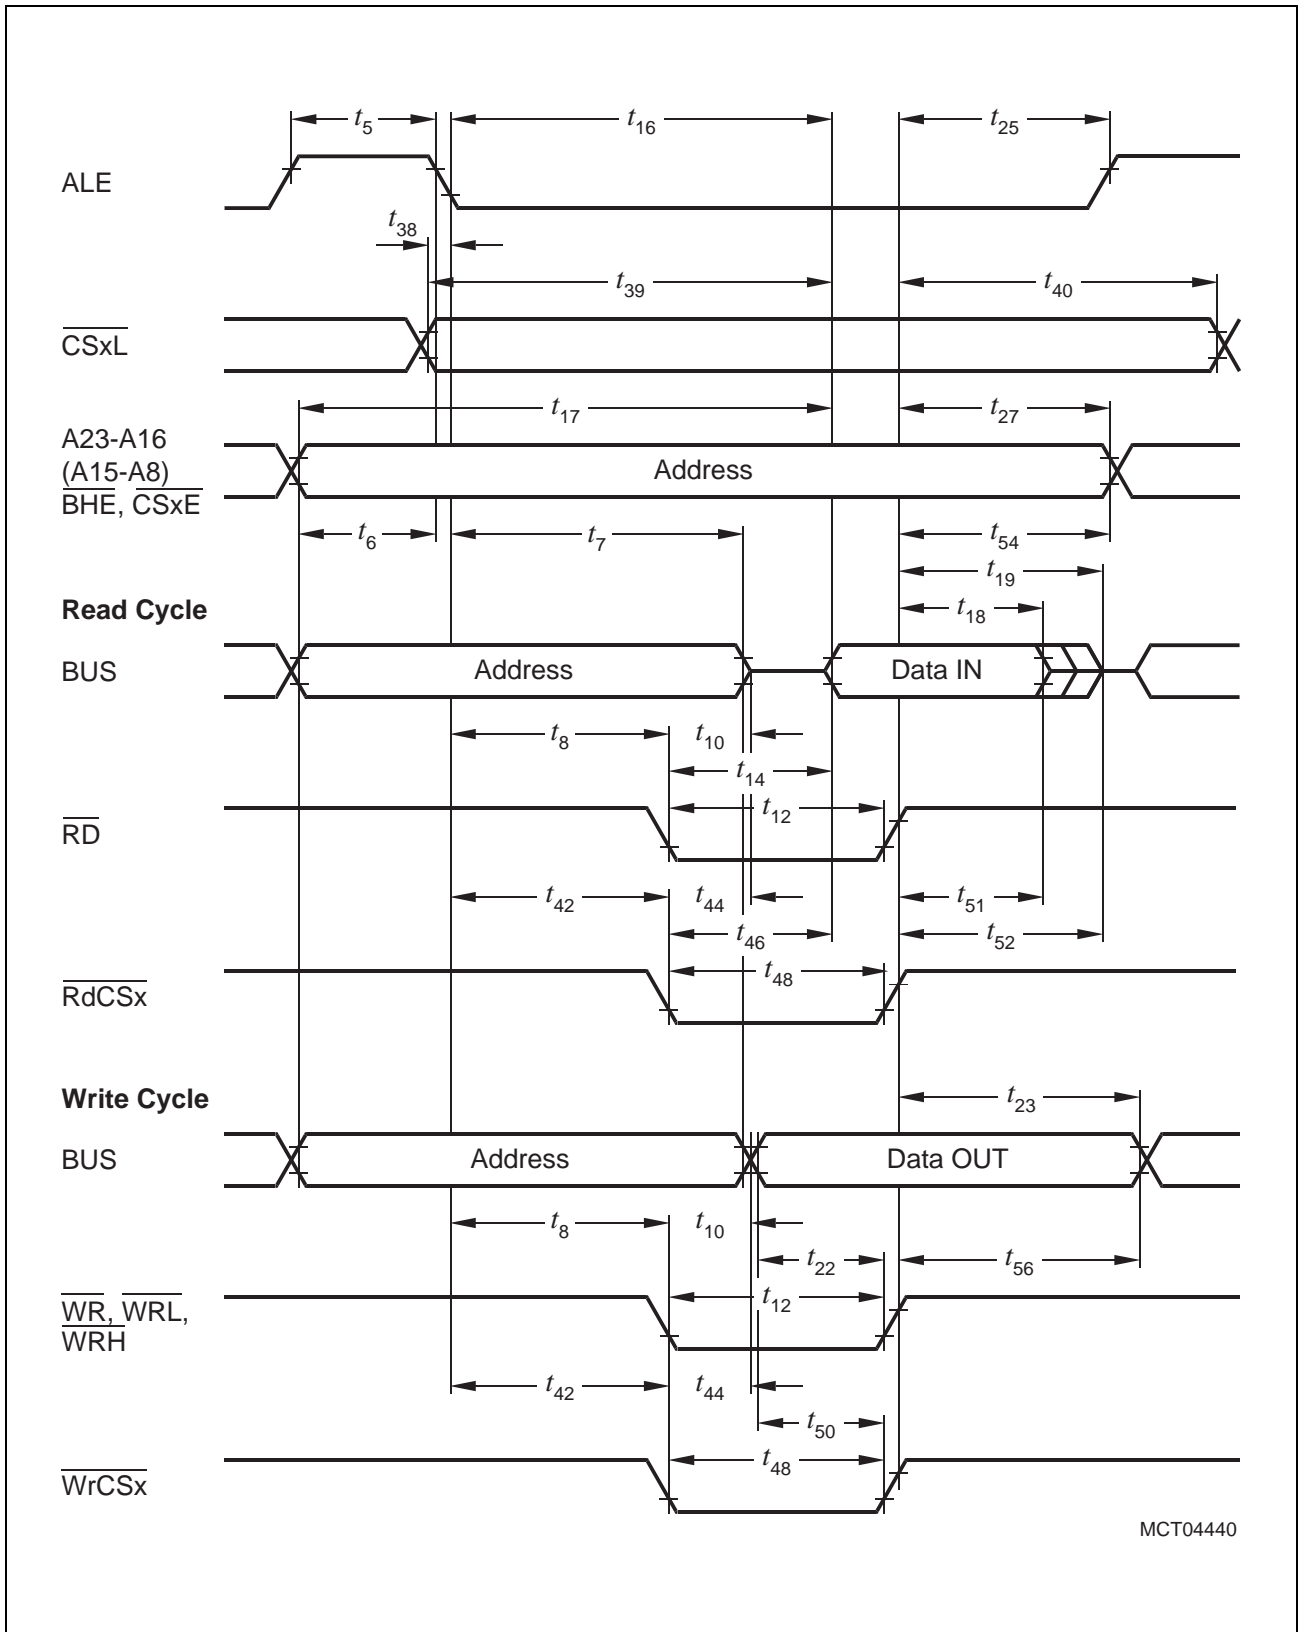 t5 t16 t25
ALE
t38
t39 t40
CSxL
t17 t27
A23-A16
(A15-A8)
BHE, CSxE
Address
t6 t7 t54
t19
Read Cycle
t18
BUS Address Data IN
t8 t10
t14
t12
RD
t42 t44 t51
t46 t52
t48
RdCSx
Write Cycle
t23
BUS Address Data OUT
t8 t10
t22 t56
t12
WR, WRL,
WRH
t42 t44
t50
t48
WrCSx
MCT04440